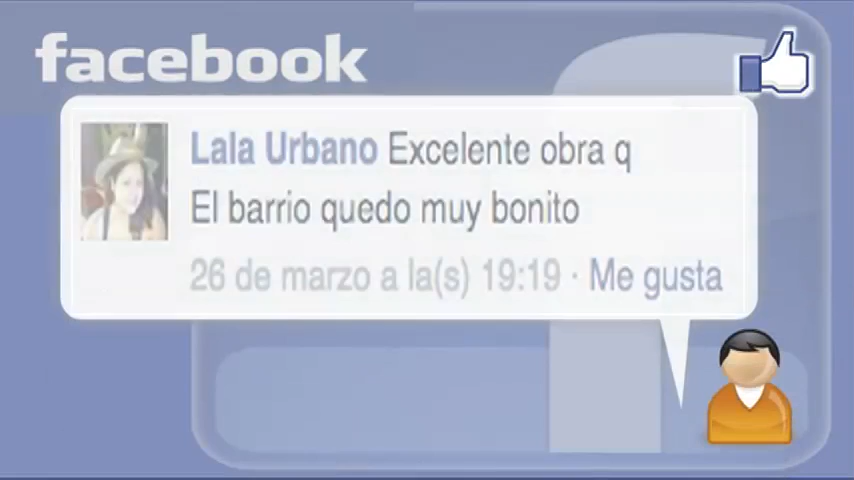 facebook
Lala Urbano Excelente obra q
El barrio quedo muy bonito
26 de marzo a la(s) 19:19 · Me gusta